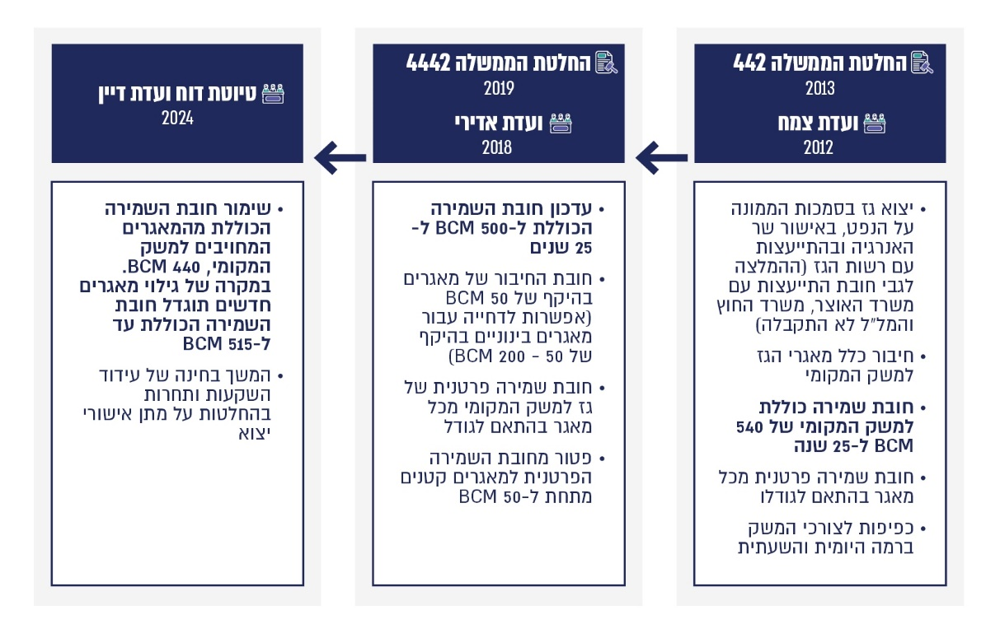 החלטת הממשלה 442
2013
ועדת צמח
2012
• יצוא גז בסמכות הממונה
על הנפט, באישור שר
האנרגיה ובהתייעצות
עם רשות הגז (ההמלצה
לגבי חובת התייעצות עם
משרד האוצר, משרד החוץ
והמל"ל לא התקבלה)
• חיבור כלל מאגרי הגז
למשק המקומי
• חובת שמירה כוללת
למשק המקומי של 540
BCM ל-25 שנה
• חובת שמירה פרטנית מכל
מאגר בהתאם לגודלו
• כפיפות לצורכי המשק
ברמה היומית והשעתית
החלטת הממשלה 4442
2019
ועדת אדירי
2018
• עדכון חובת השמירה
הכוללת ל-500 BCM ל-
25 שנים
• חובת החיבור של מאגרים
בהיקף של 50 BCM
(אפשרות לדחייה עבור
מאגרים בינוניים בהיקף
של 50 - 200 BCM)
• חובת שמירה פרטנית של
גז למשק המקומי מכל
מאגר בהתאם לגודל
• פטור מחובת השמירה
הפרטנית למאגרים קטנים
מתחת ל-50 BCM
טיוטת דוח ועדת דיין
2024
• שימור חובת השמירה
הכוללת מהמאגרים
המחויבים למשק
המקומי, 440 BCM.
במקרה של גילוי מאגרים
חדשים תוגדל חובת
השמירה הכוללת עד
ל-515 BCM
• המשך בחינה של עידוד
השקעות ותחרות
בהחלטות על מתן אישורי
יצוא